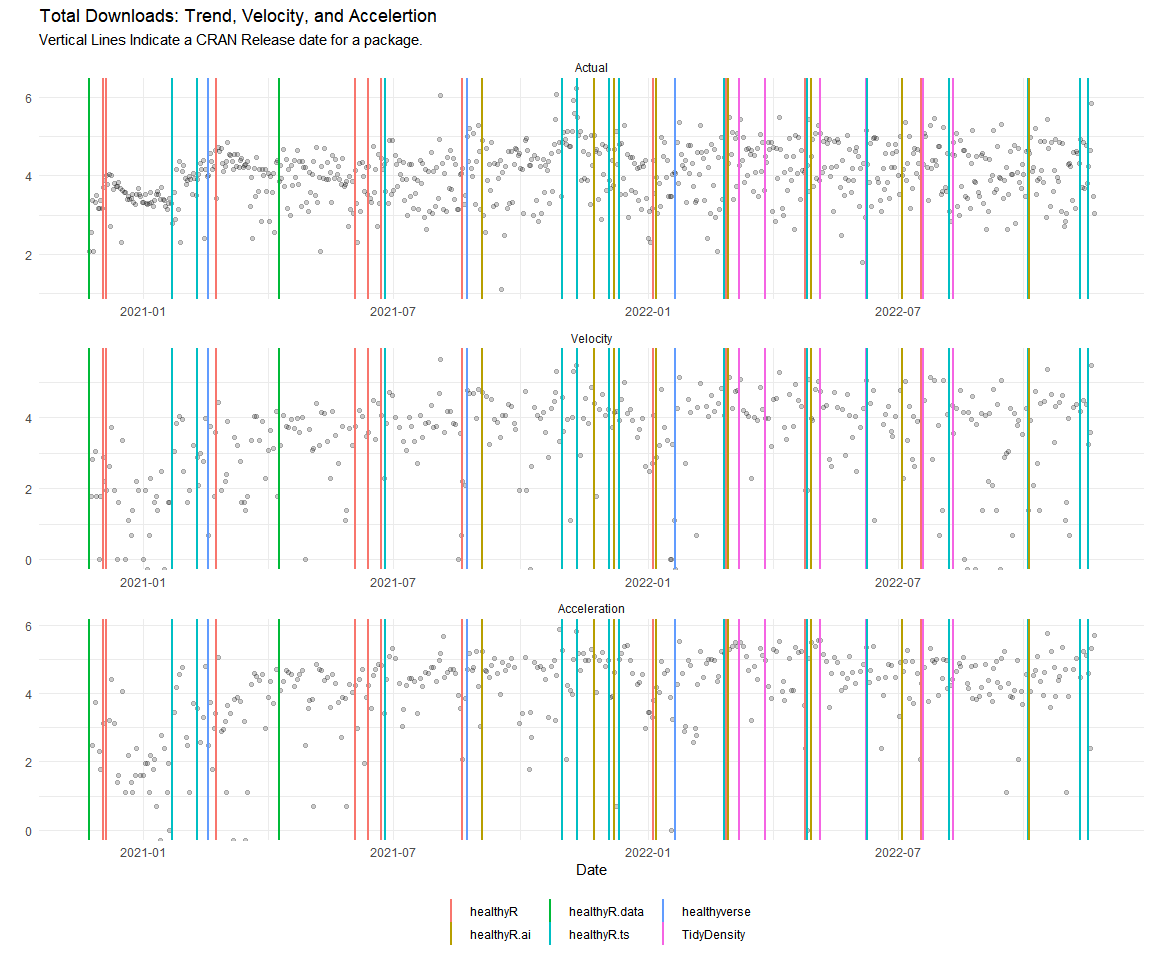 Total Downloads: Trend, Velocity, and Accelertion
Vertical Lines Indicate a CRAN Release date for a package.
Actual
6
4
2
2021-01 2021-07 2022-01 2022-07
Velocity
4
2
0
2021-01 2021-07 2022-01 2022-07
Acceleration
6
4
2
0
2021-01 2021-07 2022-01 2022-07
Date
healthyR healthyR.data healthyverse
healthyR.ai healthyR.ts TidyDensity